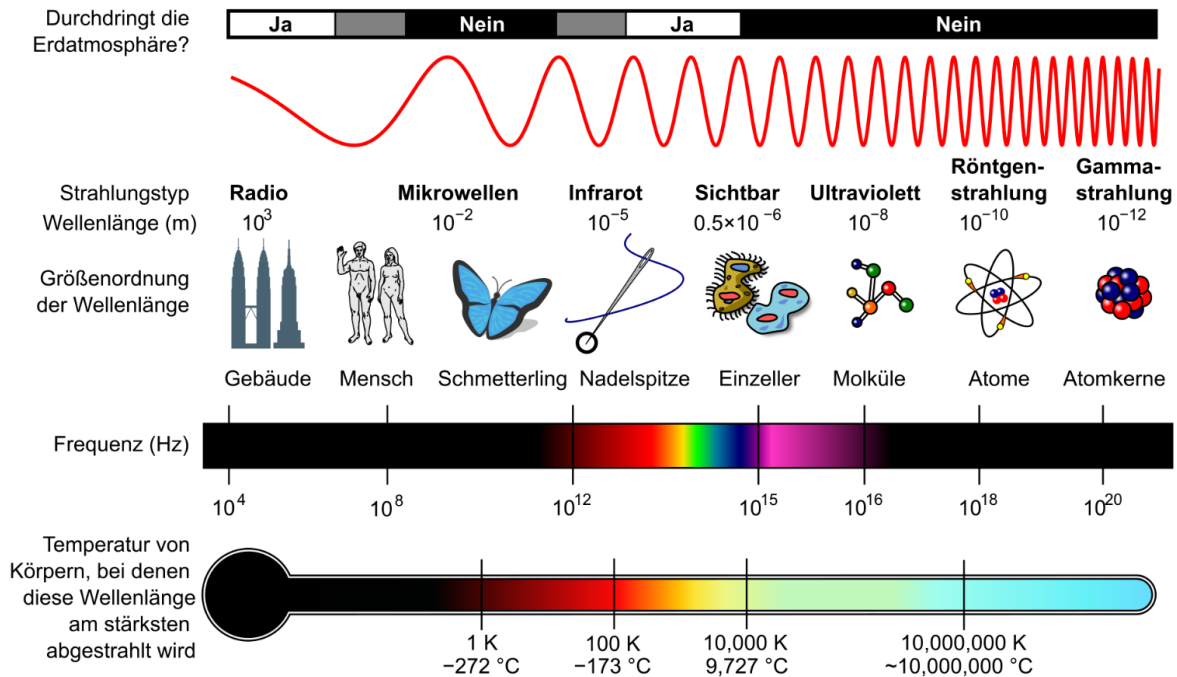 Durchdringt die
Erdatmosphäre?
Ja Nein Ja Nein
Strahlungstyp
Radio Mikrowellen Infrarot Sichtbar Ultraviolett Röntgen-
strahlung Gamma-
strahlung
Wellenlänge (m)
10³ 10⁻² 10⁻⁵ 0.5×10⁻⁶ 10⁻⁸ 10⁻¹⁰ 10⁻¹²
Größenordnung
der Wellenlänge
Gebäude Mensch Schmetterling Nadelspitze Einzeller Molküle Atome Atomkerne
Frequenz (Hz)
10⁴ 10⁸ 10¹² 10¹⁵ 10¹⁶ 10¹⁸ 10²⁰
Temperatur von
Körpern, bei denen
diese Wellenlänge
am stärksten
abgestrahlt wird
1 K 100 K 10,000 K 10,000,000 K
−272 °C −173 °C 9,727 °C ~10,000,000 °C